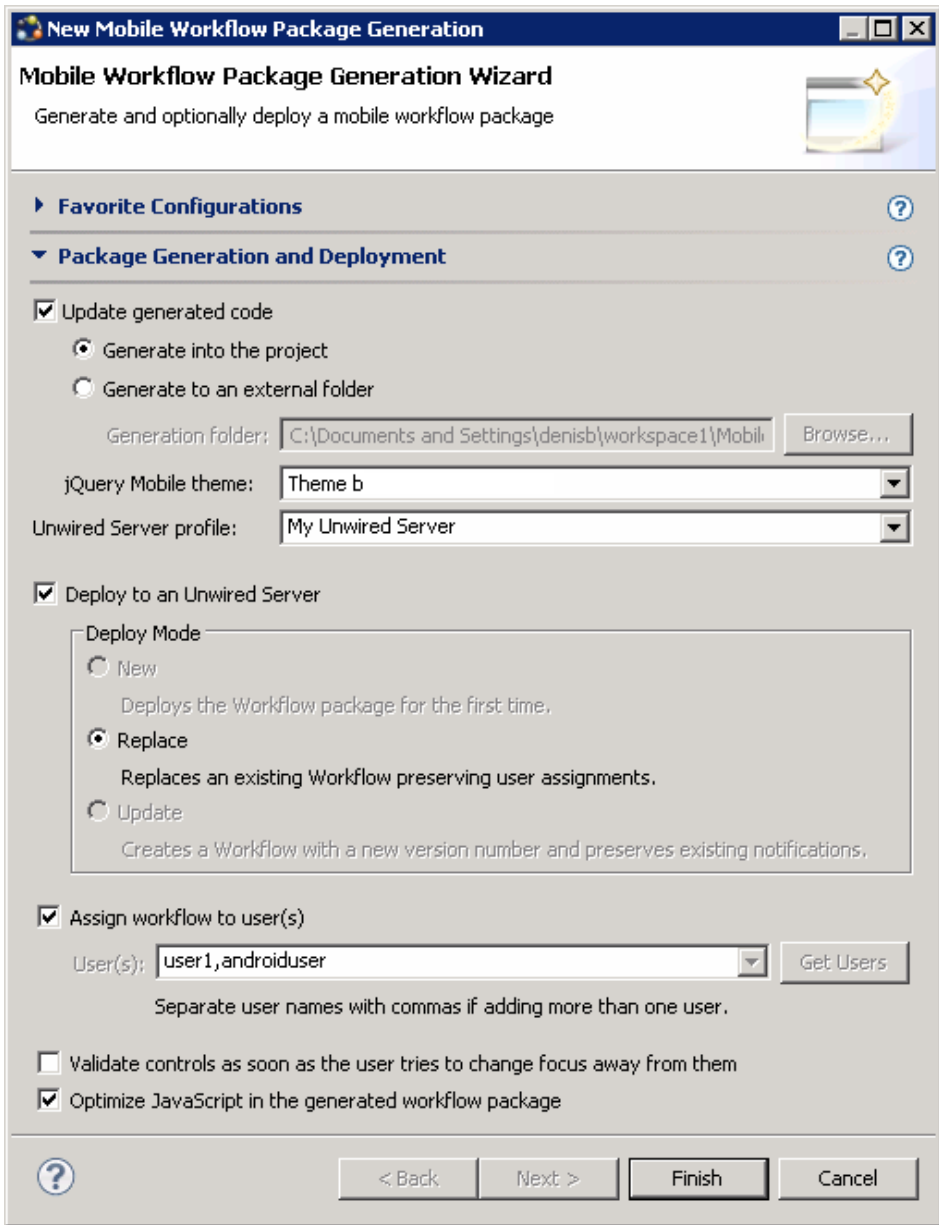 New Mobile Workflow Package Generation
Mobile Workflow Package Generation Wizard
Generate and optionally deploy a mobile workflow package
Favorite Configurations
Package Generation and Deployment
Update generated code
Generate into the project
Generate to an external folder
Generation folder: C:\Documents and Settings\denisb\workspace1\Mobil Browse...
jQuery Mobile theme: Theme b
Unwired Server profile: My Unwired Server
Deploy to an Unwired Server
Deploy Mode
New
Deploys the Workflow package for the first time.
Replace
Replaces an existing Workflow preserving user assignments.
Update
Creates a Workflow with a new version number and preserves existing notifications.
Assign workflow to user(s)
User(s): user1,androiduser Get Users
Separate user names with commas if adding more than one user.
Validate controls as soon as the user tries to change focus away from them
Optimize JavaScript in the generated workflow package
< Back Next > Finish Cancel